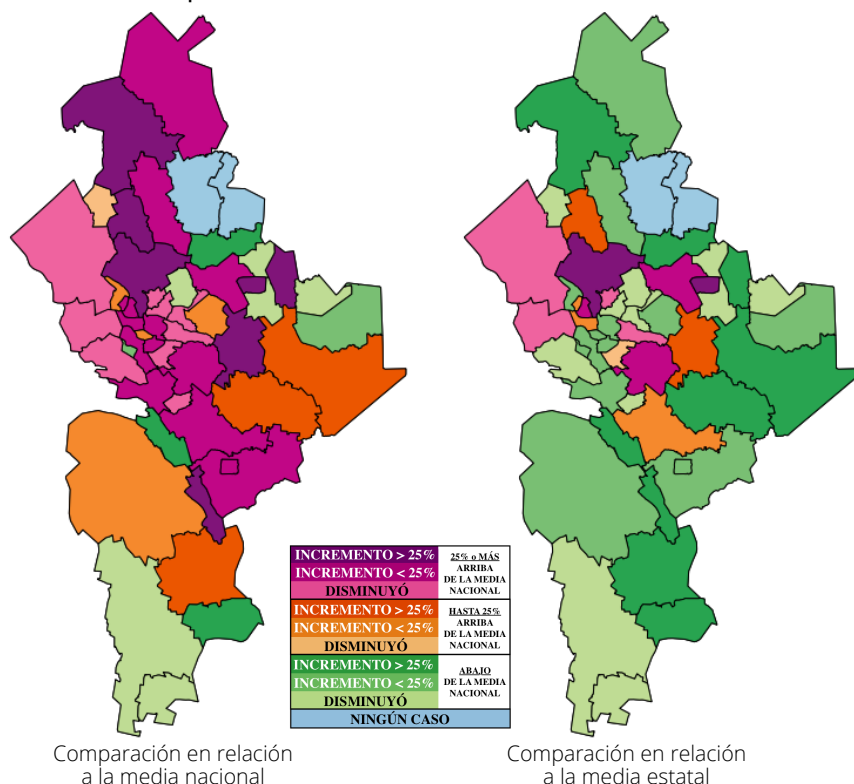 INCREMENTO > 25%
INCREMENTO < 25%
DISMINUYÓ
25% o MÁS
ARRIBA
DE LA MEDIA
NACIONAL
INCREMENTO > 25%
INCREMENTO < 25%
DISMINUYÓ
HASTA 25%
ARRIBA
DE LA MEDIA
NACIONAL
INCREMENTO > 25%
INCREMENTO < 25%
DISMINUYÓ
ABAJO
DE LA MEDIA
NACIONAL
NINGÚN CASO
Comparación en relación
a la media nacional
Comparación en relación
a la media estatal